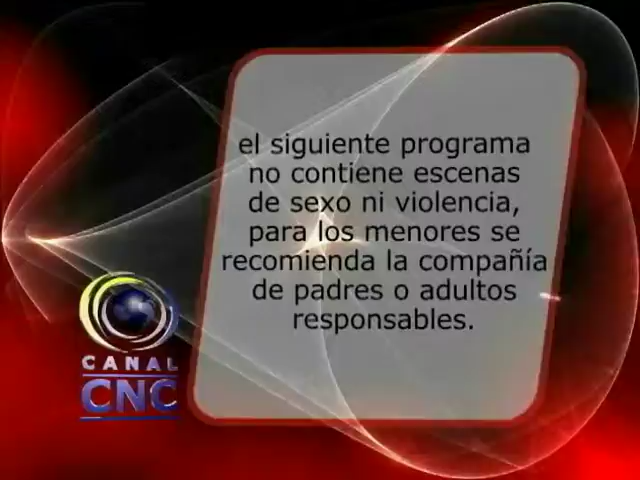 el siguiente programa
no contiene escenas
de sexo ni violencia,
para los menores se
recomienda la compañía
de padres o adultos
responsables.
CANAL
CNC